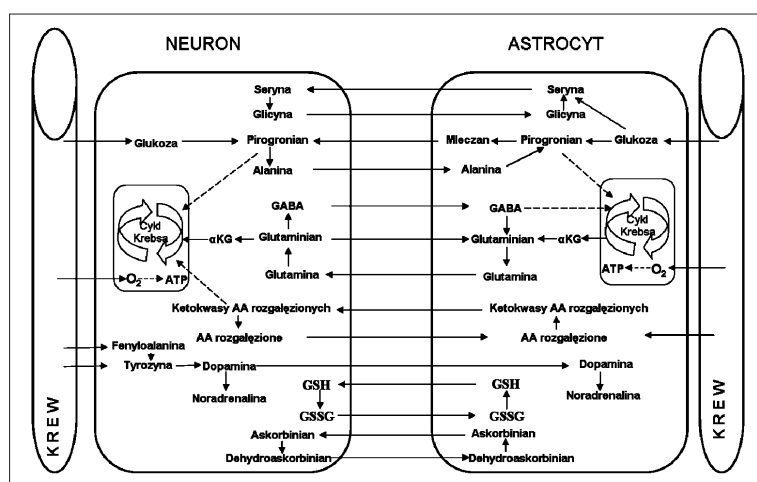 NEURON ASTROCYT
Seryna Seryna
Glicyna Glicyna
Glukoza Pirogronian Mleczan Pirogronian Glukoza
Alanina Alanina
GABA GABA
Cykl Krebsa Cykl Krebsa
αKG Glutaminian Glutaminian αKG
O2 ATP Glutamina Glutamina ATP O2
Ketokwasy AA rozgałęzionych Ketokwasy AA rozgałęzionych
AA rozgałęzione AA rozgałęzione
Fenyloalanina
Tyrozyna Dopamina Dopamina
GSH GSH
Noradrenalina Noradrenalina
GSSG GSSG
Askorbinian Askorbinian
Dehydroaskorbinian Dehydroaskorbinian
KREW KREW